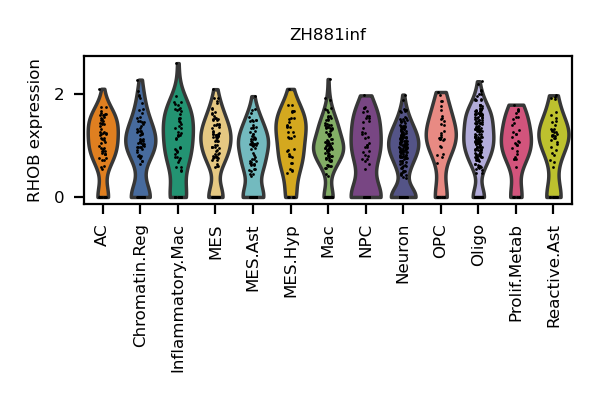 ZH881inf
RHOB expression
2
0
AC
Chromatin.Reg
Inflammatory.Mac
MES
MES.Ast
MES.Hyp
Mac
NPC
Neuron
OPC
Oligo
Prolif.Metab
Reactive.Ast